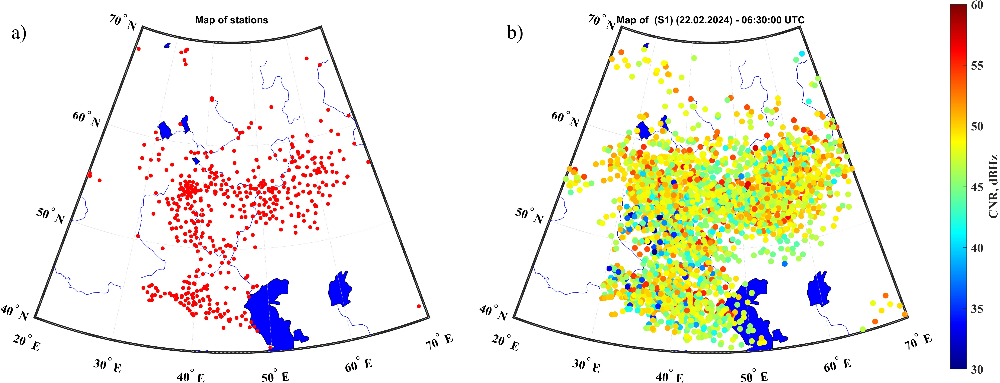 a)
Map of stations
70° N
60° N
50° N
40° N
20° E
30° E
40° E
50° E
60° E
70° E
b)
Map of (S1) (22.02.2024) - 06:30:00 UTC
70° N
60° N
50° N
40° N
20° E
30° E
40° E
50° E
60° E
70° E
60
55
50
45
40
35
30
CNR, dBHz